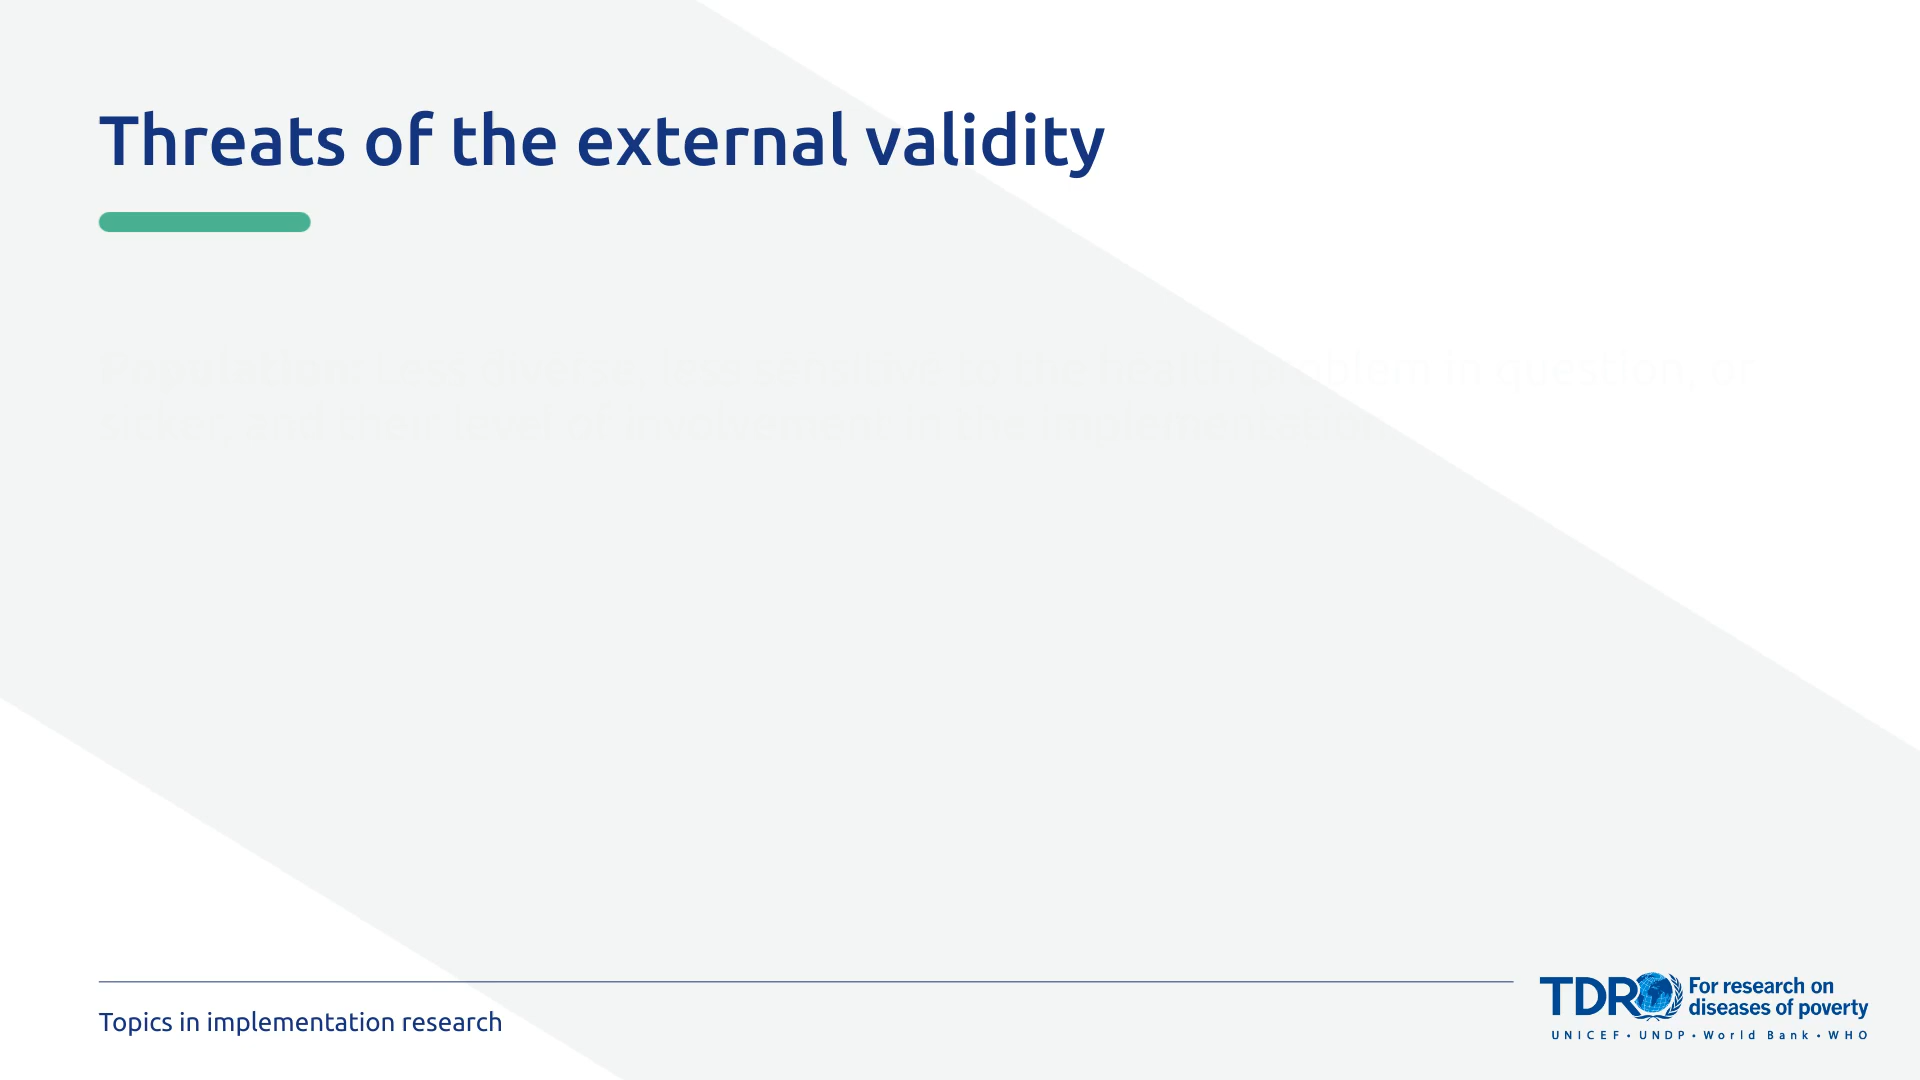 Threats of the external validity
Population: Less diverse, less sensitive to the health problem in question, or
sicker, and their level of involvement in the implementation
Topics in implementation research
TDR For research on
diseases of poverty
UNICEF • UNDP • World Bank • WHO